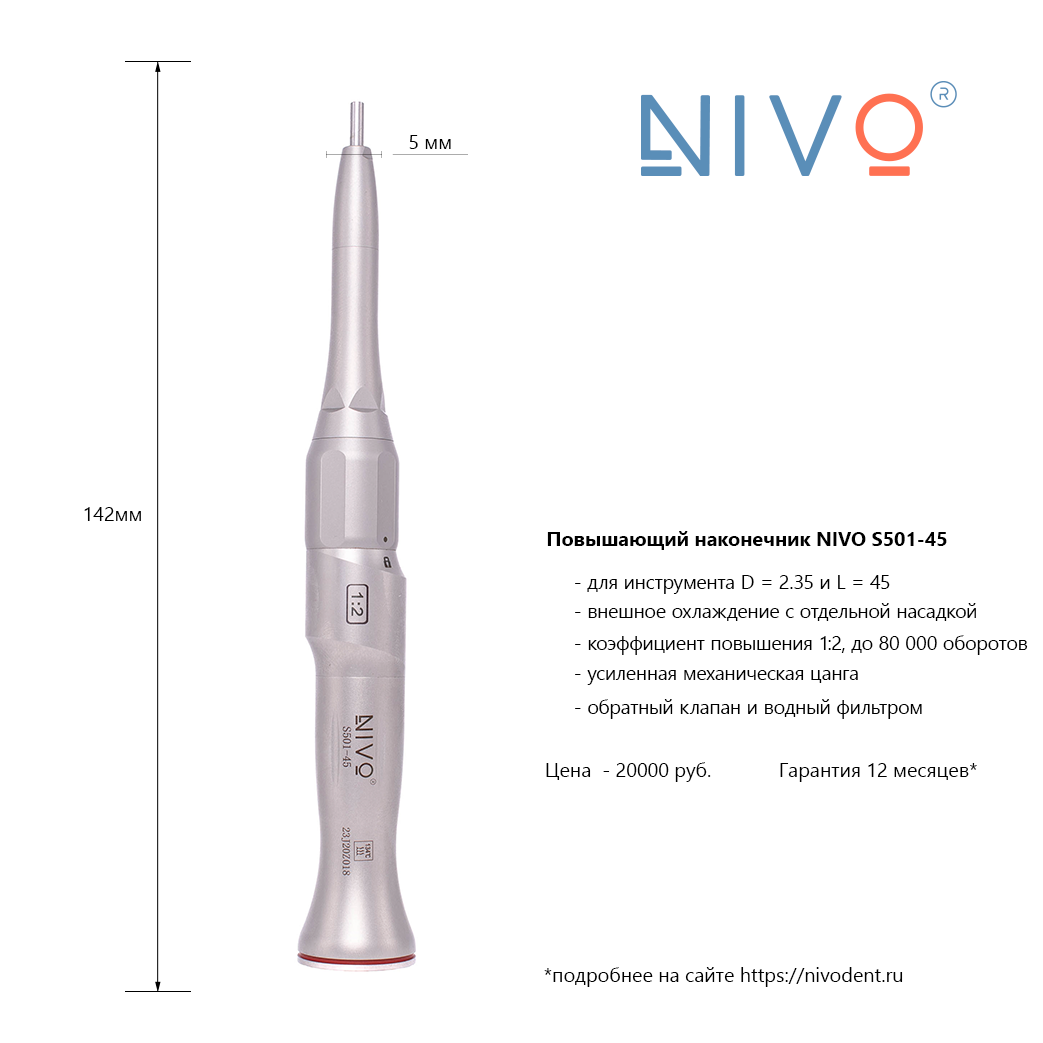 NIVO ®
5 мм
142мм
1:2
NIVO ®
S501-45
134°C
23J20Z018
Повышающий наконечник NIVO S501-45
- для инструмента D = 2.35 и L = 45
- внешное охлаждение с отдельной насадкой
- коэффициент повышения 1:2, до 80 000 оборотов
- усиленная механическая цанга
- обратный клапан и водный фильтром
Цена - 20000 руб. Гарантия 12 месяцев*
*подробнее на сайте https://nivodent.ru